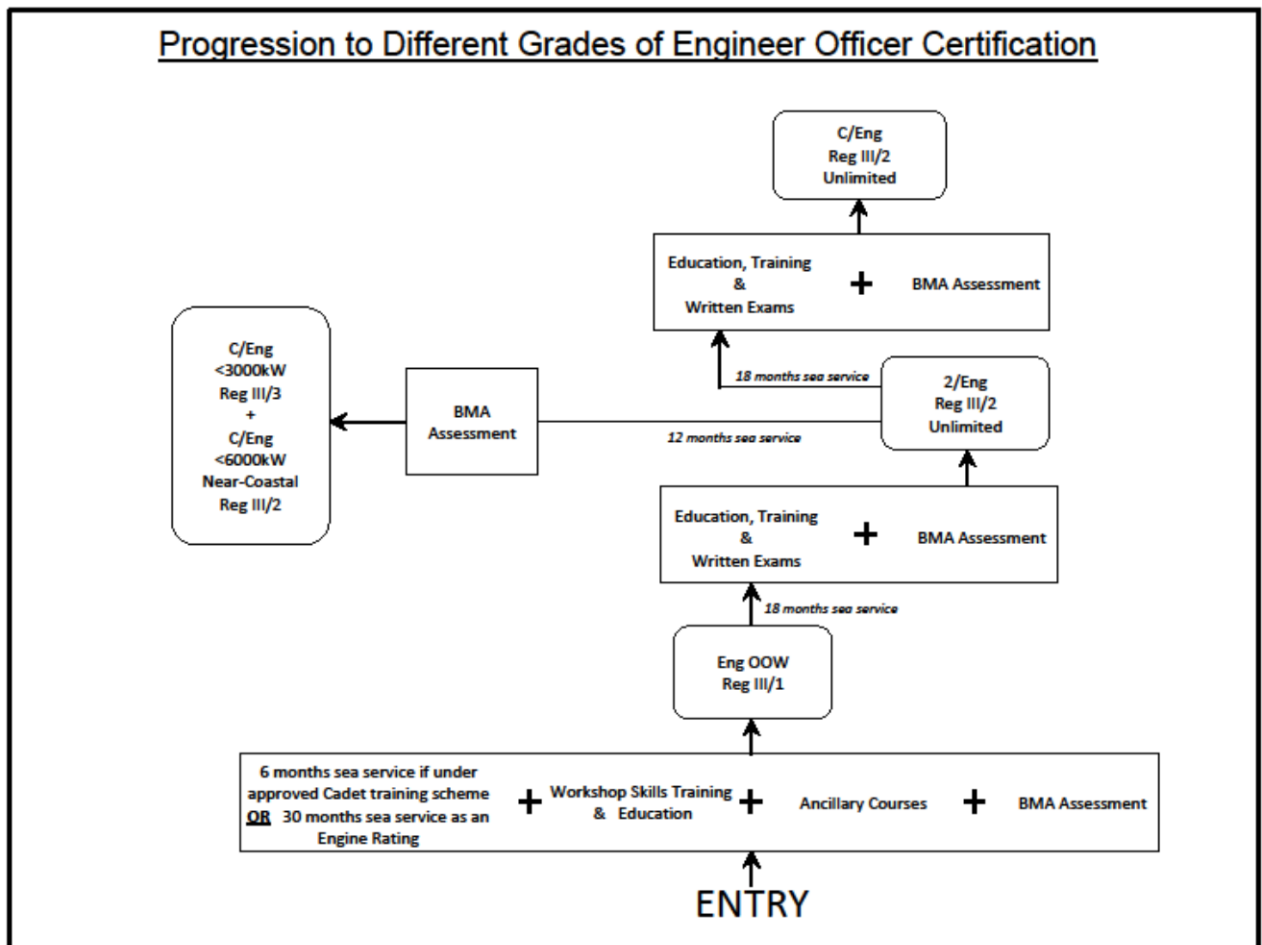 Progression to Different Grades of Engineer Officer Certification
C/Eng
Reg III/2
Unlimited
Education, Training
&
Written Exams
+
BMA Assessment
18 months sea service
2/Eng
Reg III/2
Unlimited
12 months sea service
BMA
Assessment
C/Eng
<3000kW
Reg III/3
+
C/Eng
<6000kW
Near-Coastal
Reg III/2
Education, Training
&
Written Exams
+
BMA Assessment
18 months sea service
Eng OOW
Reg III/1
6 months sea service if under
approved Cadet training scheme
OR 30 months sea service as an
Engine Rating
+
Workshop Skills Training
& Education
+
Ancillary Courses
+
BMA Assessment
ENTRY